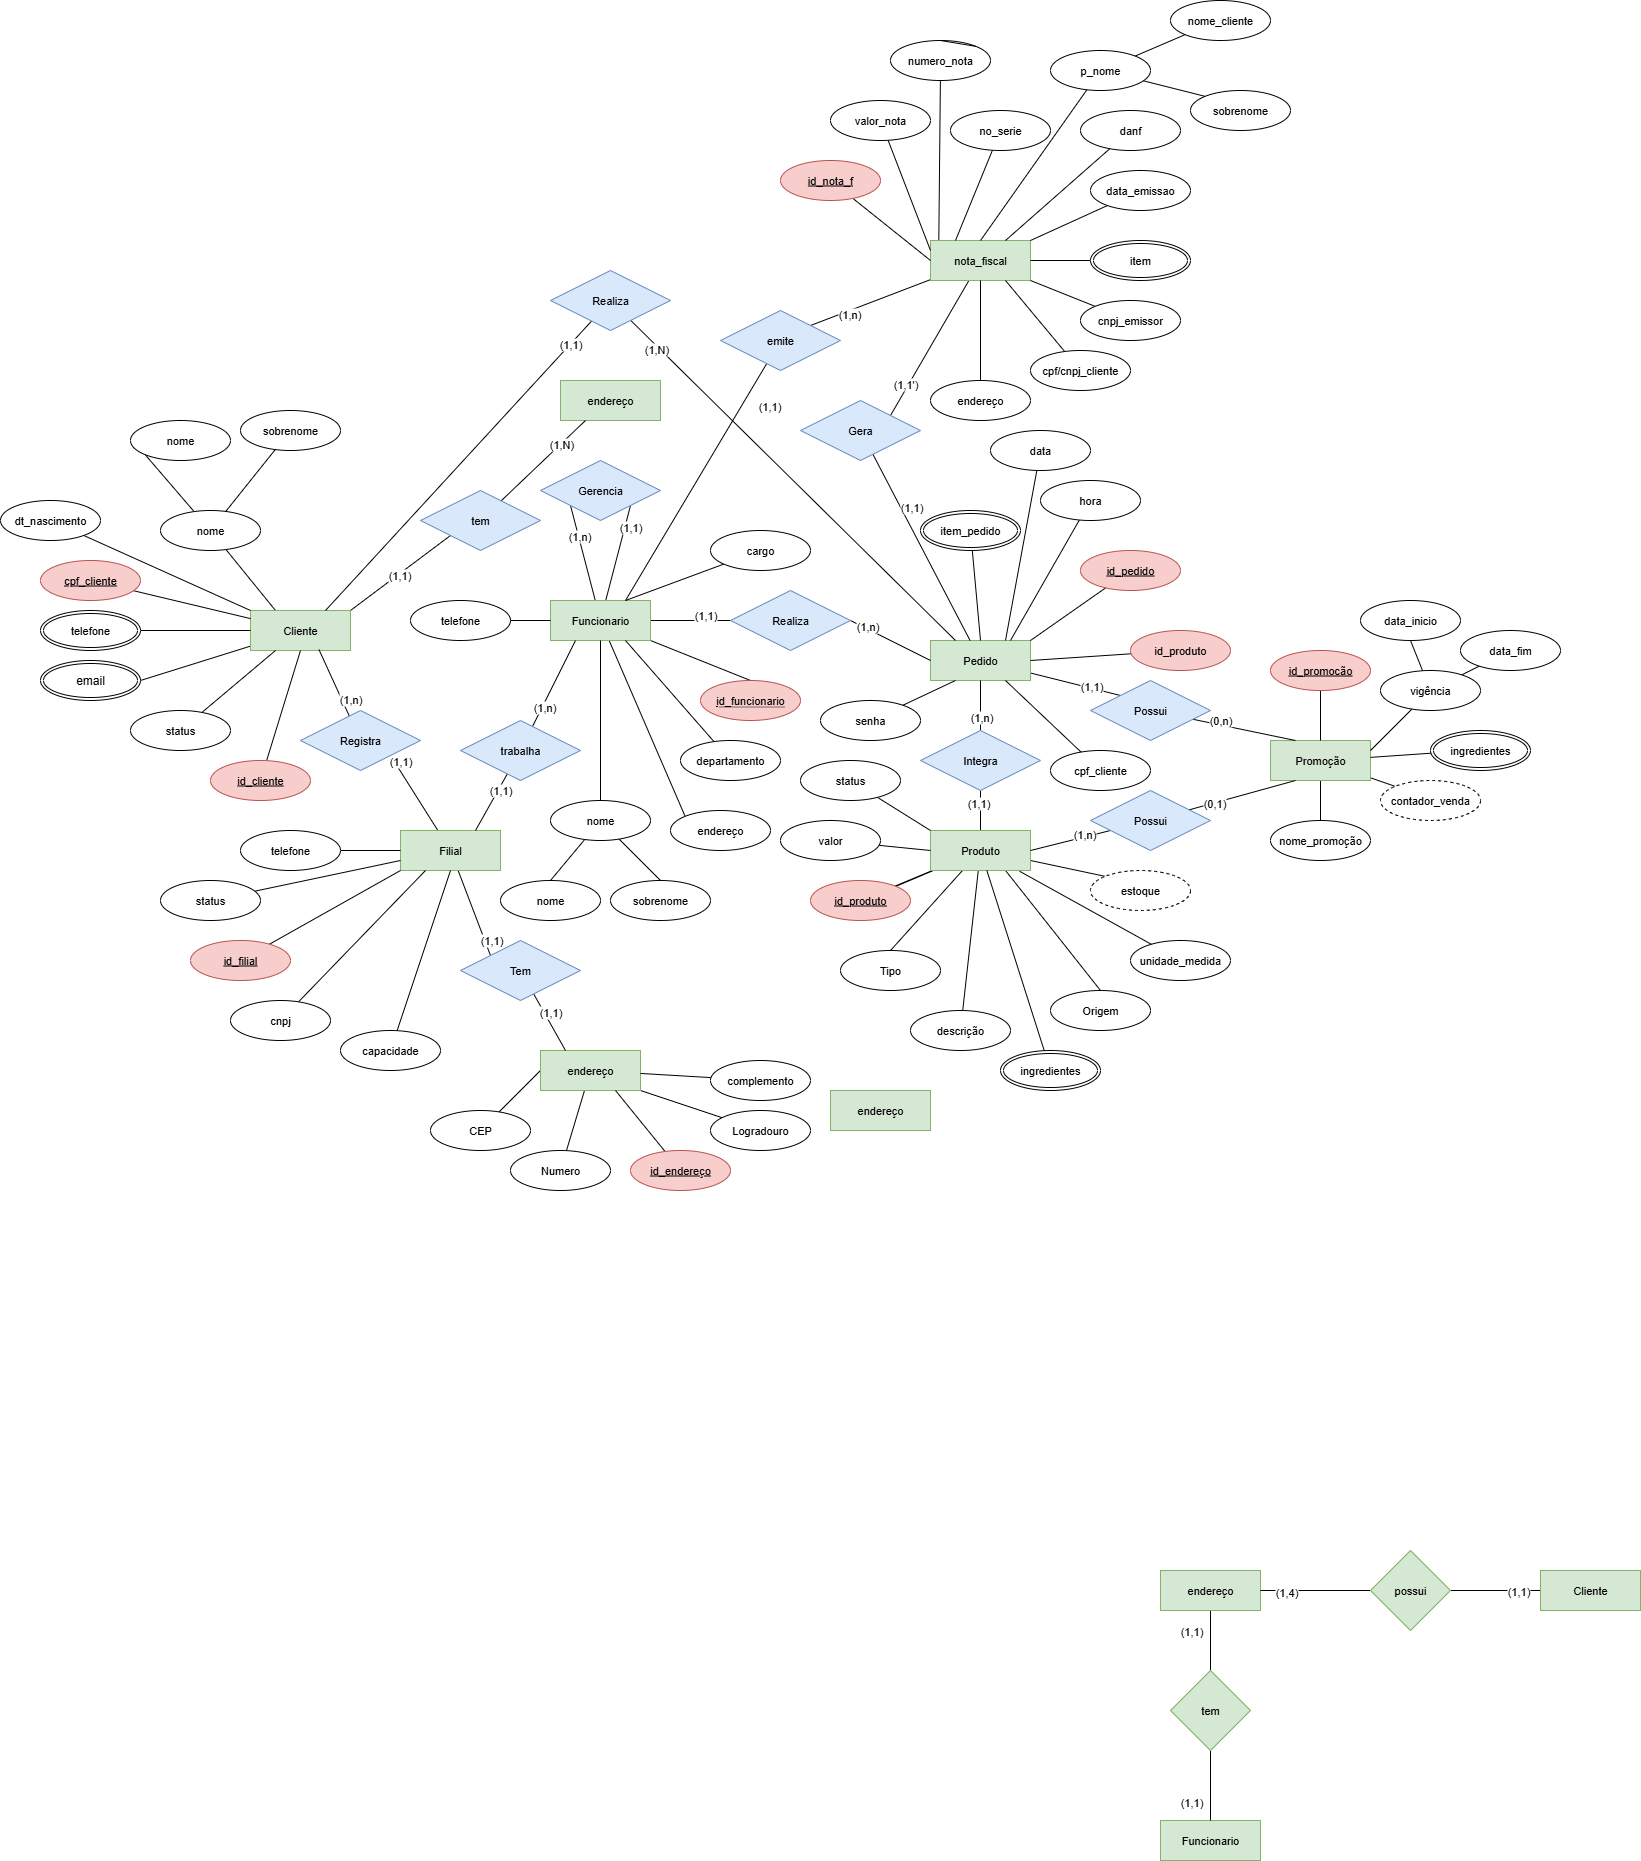 nome_cliente
numero_nota
p_nome
sobrenome
valor_nota
no_serie
danf
id_nota_f
data_emissao
nota_fiscal
item
Realiza
(1,n)
cnpj_emissor
emite
(1,1)
(1,N)
cpf/cnpj_cliente
(1,1')
endereço
endereço
(1,1)
nome
sobrenome
Gera
(1,N)
data
Gerencia
hora
(1,1)
dt_nascimento
nome
tem
(1,n)
(1,1)
item_pedido
cargo
id_pedido
cpf_cliente
(1,1)
data_inicio
telefone
Cliente
telefone
Funcionario
(1,1)
Realiza
(1,n)
id_produto
data_fim
Pedido
id_promocão
email
(1,1)
vigência
(1,n)
id_funcionario
(1,n)
Possui
status
senha
(1,n)
(0,n)
Registra
trabalha
departamento
Integra
cpf_cliente
Promoção
ingredientes
(1,1)
id_cliente
(1,1)
status
(1,1)
(0,1)
contador_venda
nome
endereço
valor
(1,n)
Possui
nome_promoção
telefone
Filial
Produto
status
nome
sobrenome
id_produto
estoque
(1,1)
id_filial
Tem
Tipo
unidade_medida
cnpj
(1,1)
descrição
Origem
capacidade
endereço
ingredientes
complemento
endereço
CEP
Logradouro
Numero
id_endereço
endereço
(1,4)
possui
(1,1)
Cliente
(1,1)
tem
(1,1)
Funcionario